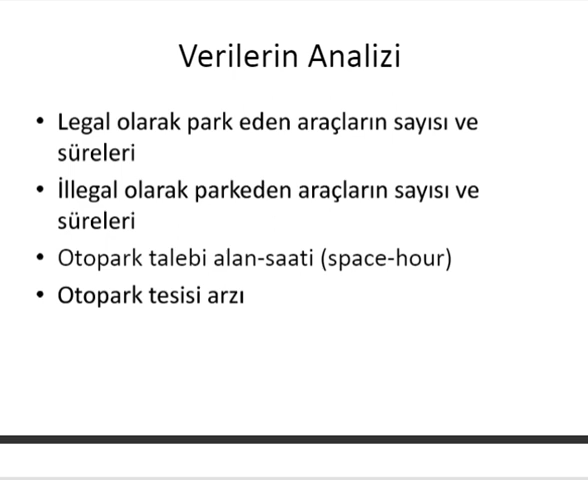 Verilerin Analizi
• Legal olarak park eden araçların sayısı ve
süreleri
• İllegal olarak parkeden araçların sayısı ve
süreleri
• Otopark talebi alan-saati (space-hour)
• Otopark tesisi arzı